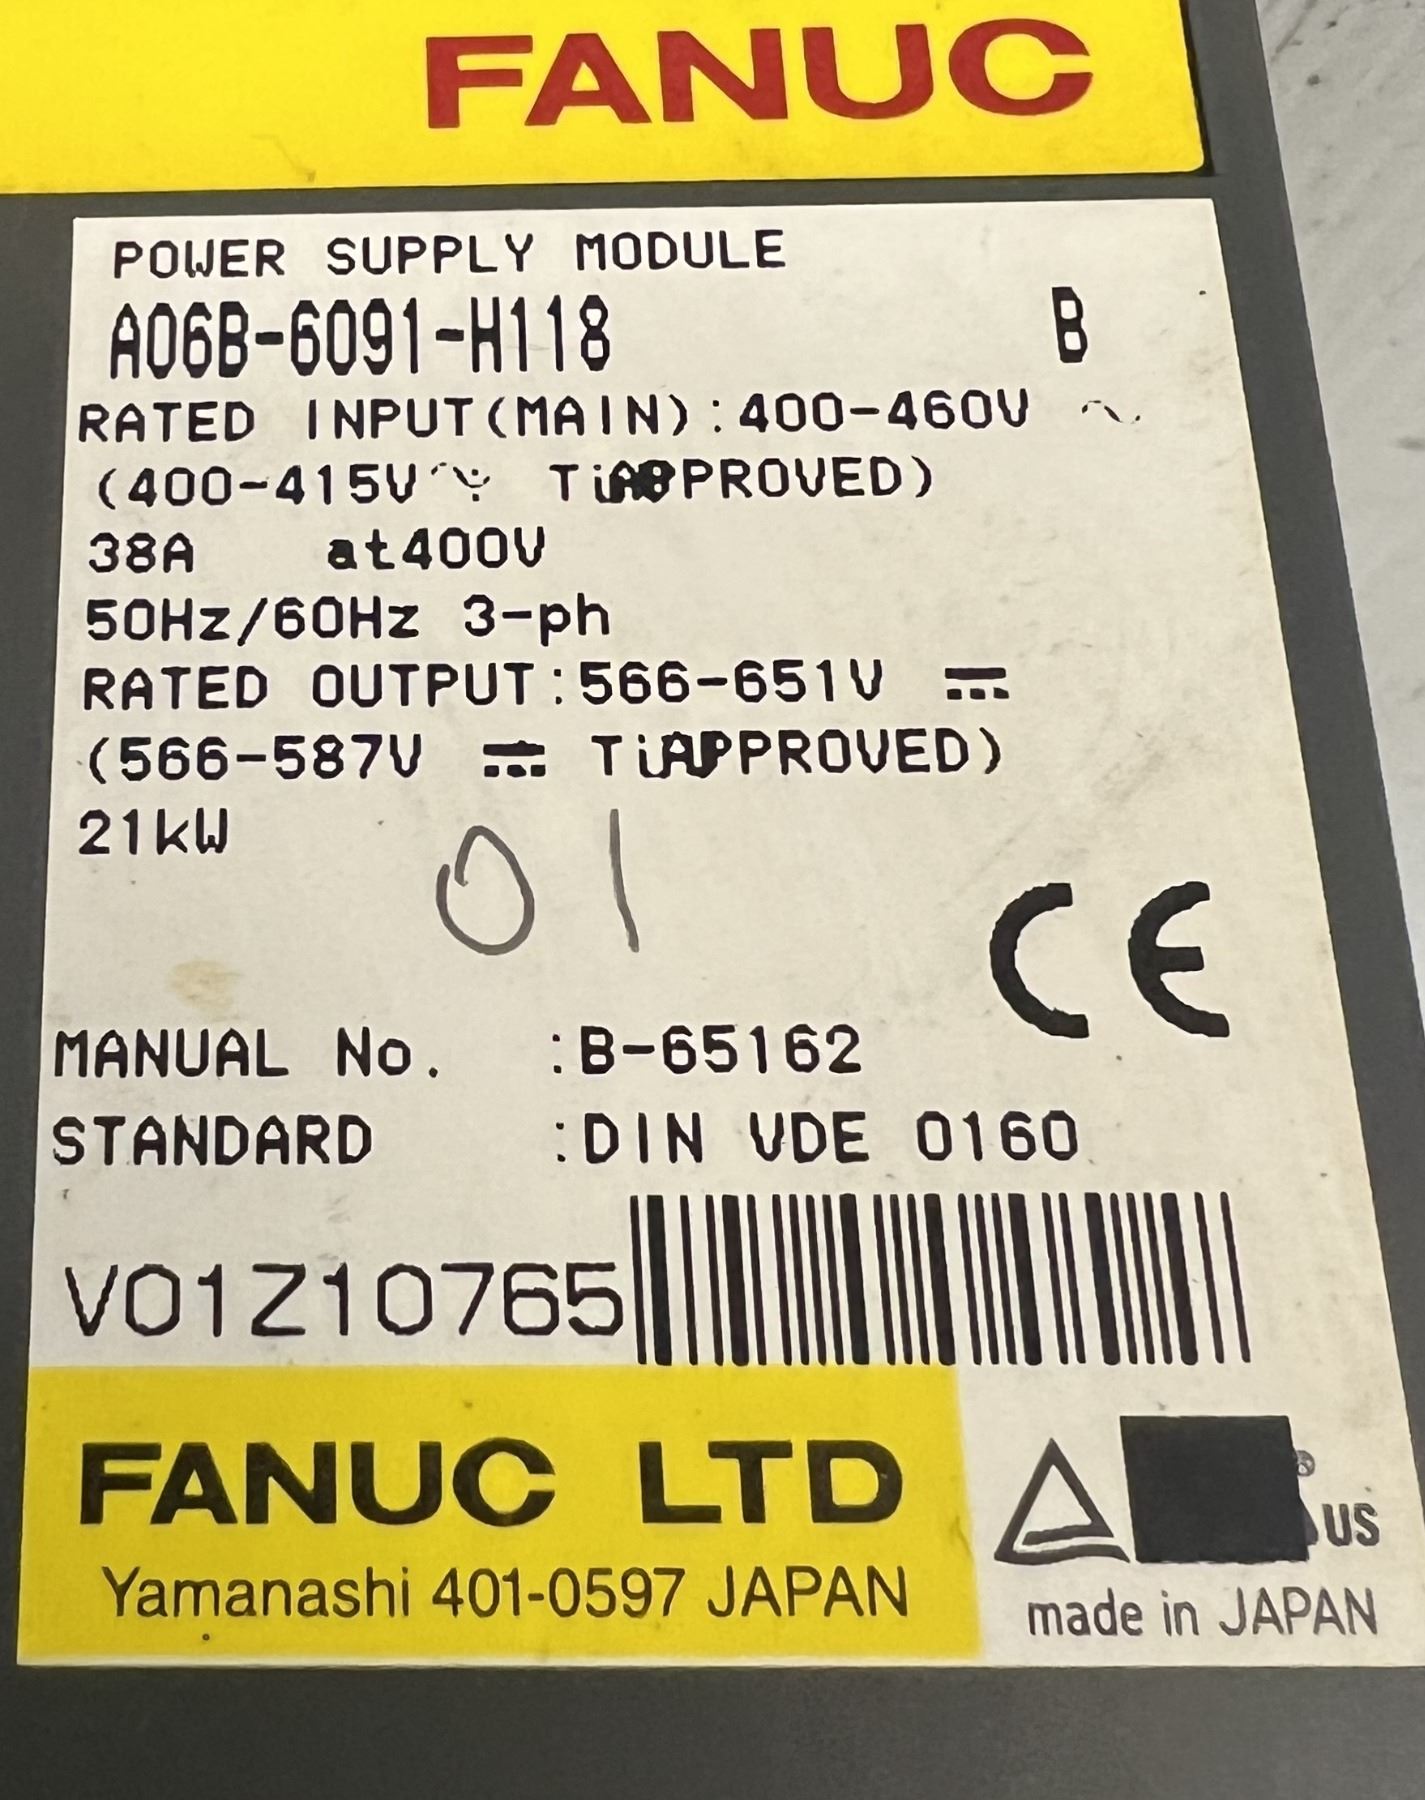 FANUC
POWER SUPPLY MODULE
A06B-6091-H118 B
RATED INPUT(MAIN):400-460V ~
(400-415V~ APPROVED)
38A at400V
50Hz/60Hz 3-ph
RATED OUTPUT:566-651V ⎓
(566-587V ⎓ APPROVED)
21kW
01
CE
MANUAL No. :B-65162
STANDARD :DIN VDE 0160
V01Z10765
FANUC LTD
Yamanashi 401-0597 JAPAN
US
made in JAPAN